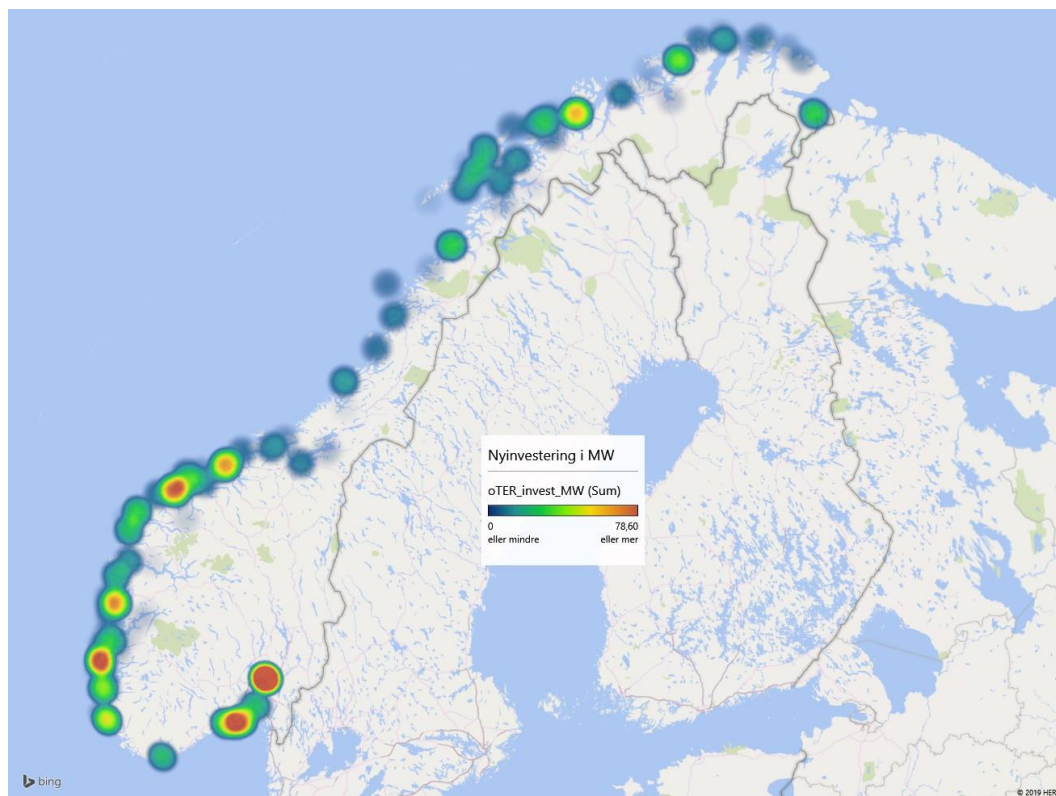 Nyinvestering i MW
oTER_invest_MW (Sum)
0 78,60
eller mindre eller mer
bing
© 2019 HER